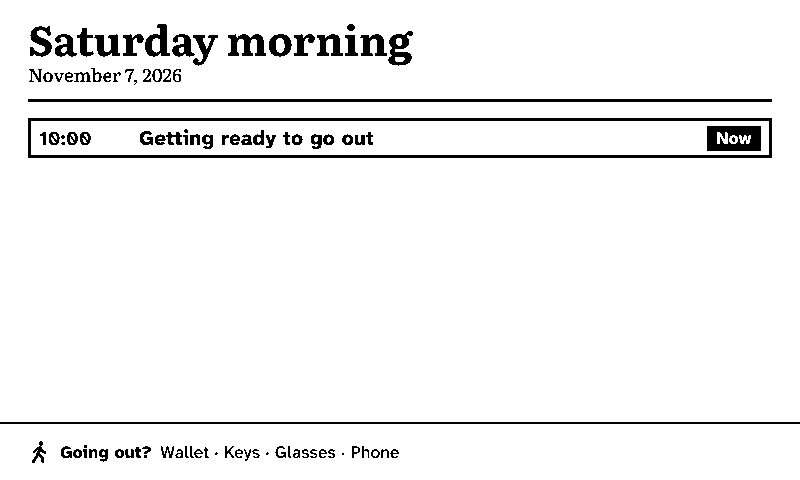 Saturday morning
November 7, 2026
10:00 Getting ready to go out Now
Going out? Wallet · Keys · Glasses · Phone